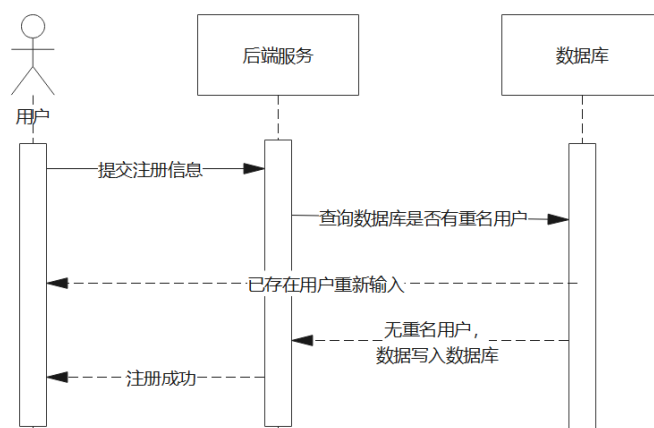 用户
后端服务
数据库
提交注册信息
查询数据库是否有重名用户
已存在用户重新输入
无重名用户，
数据写入数据库
注册成功